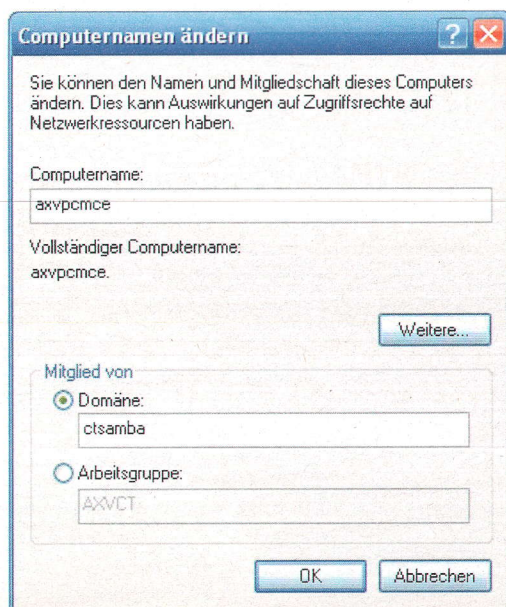 Computernamen ändern
Sie können den Namen und Mitgliedschaft dieses Computers
ändern. Dies kann Auswirkungen auf Zugriffsrechte auf
Netzwerkressourcen haben.
Computername:
axvpcmce
Vollständiger Computername:
axvpcmce.
Weitere...
Mitglied von
Domäne:
ctsamba
Arbeitsgruppe:
AXVCT
OK
Abbrechen